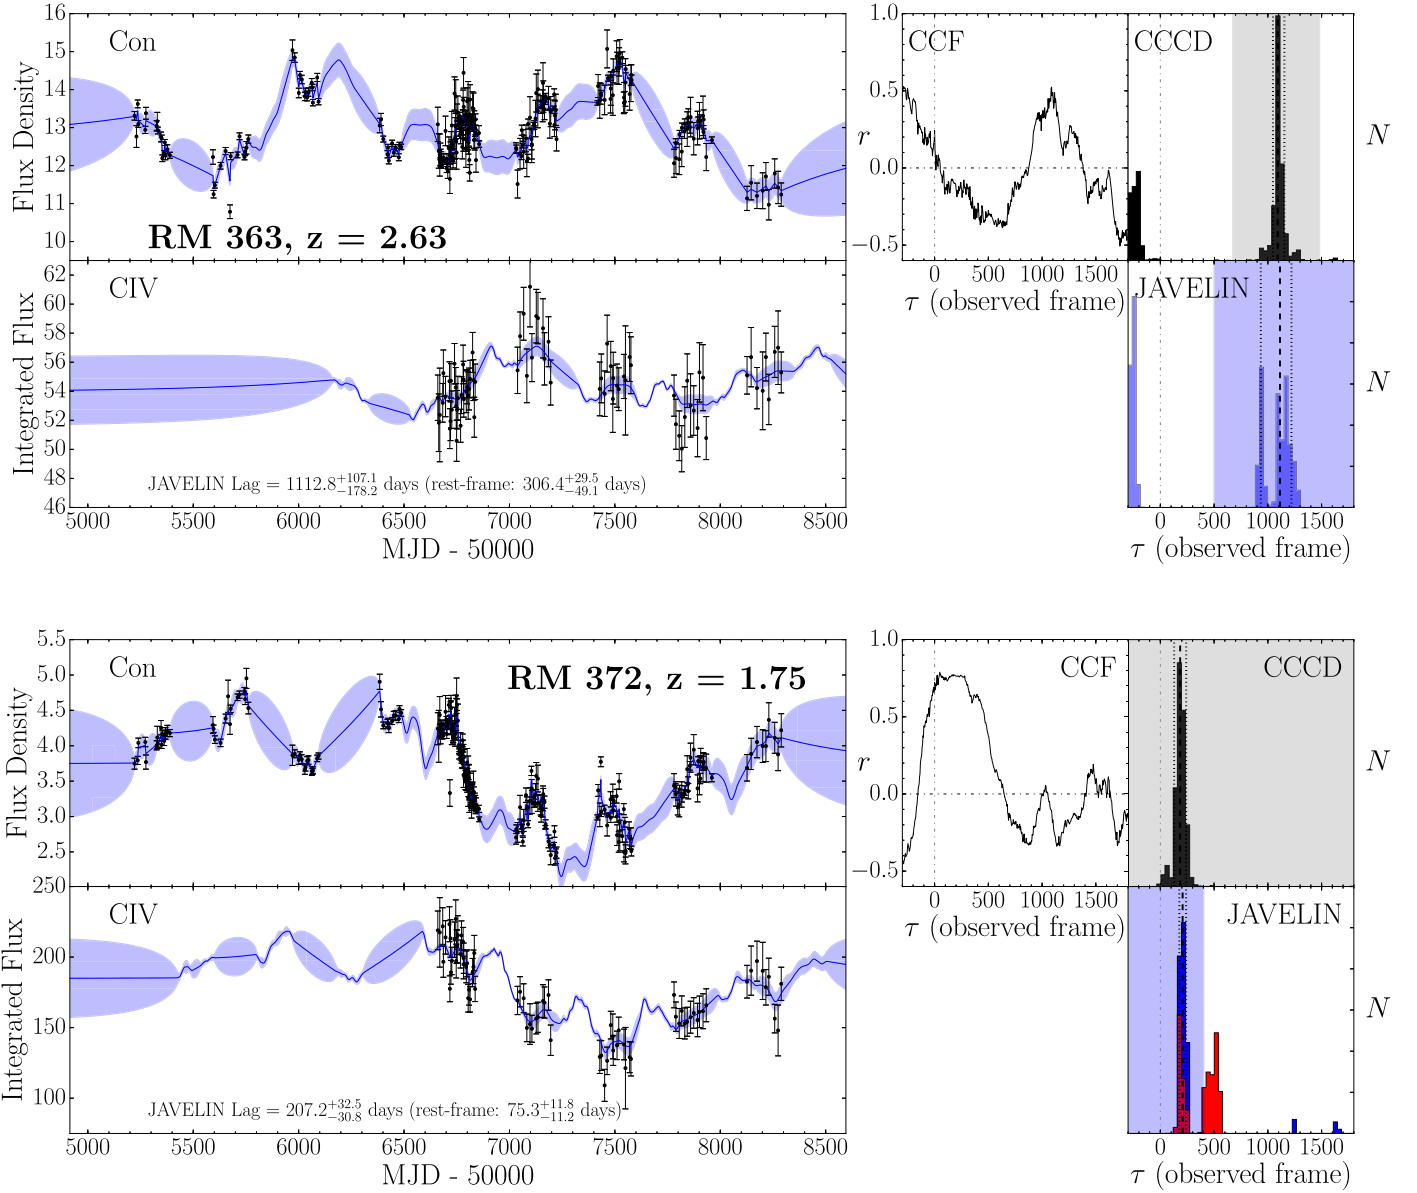 16
15
14
13
12
11
10
Flux Density
Con
RM 363, z = 2.63
62
60
58
56
54
52
50
48
46
Integrated Flux
CIV
JAVELIN Lag = 1112.8+107.1−178.2 days (rest-frame: 306.4+29.5−49.1 days)
5000 5500 6000 6500 7000 7500 8000 8500
MJD - 50000
1.0
0.5
0.0
−0.5
r
CCF
0 500 1000 1500
τ (observed frame)
CCCD
N
JAVELIN
N
0 500 1000 1500
τ (observed frame)
5.5
5.0
4.5
4.0
3.5
3.0
2.5
Flux Density
Con
RM 372, z = 1.75
250
200
150
100
Integrated Flux
CIV
JAVELIN Lag = 207.2+32.5−30.8 days (rest-frame: 75.3+11.8−11.2 days)
5000 5500 6000 6500 7000 7500 8000 8500
MJD - 50000
1.0
0.5
0.0
−0.5
r
CCF
0 500 1000 1500
τ (observed frame)
CCCD
N
JAVELIN
N
0 500 1000 1500
τ (observed frame)